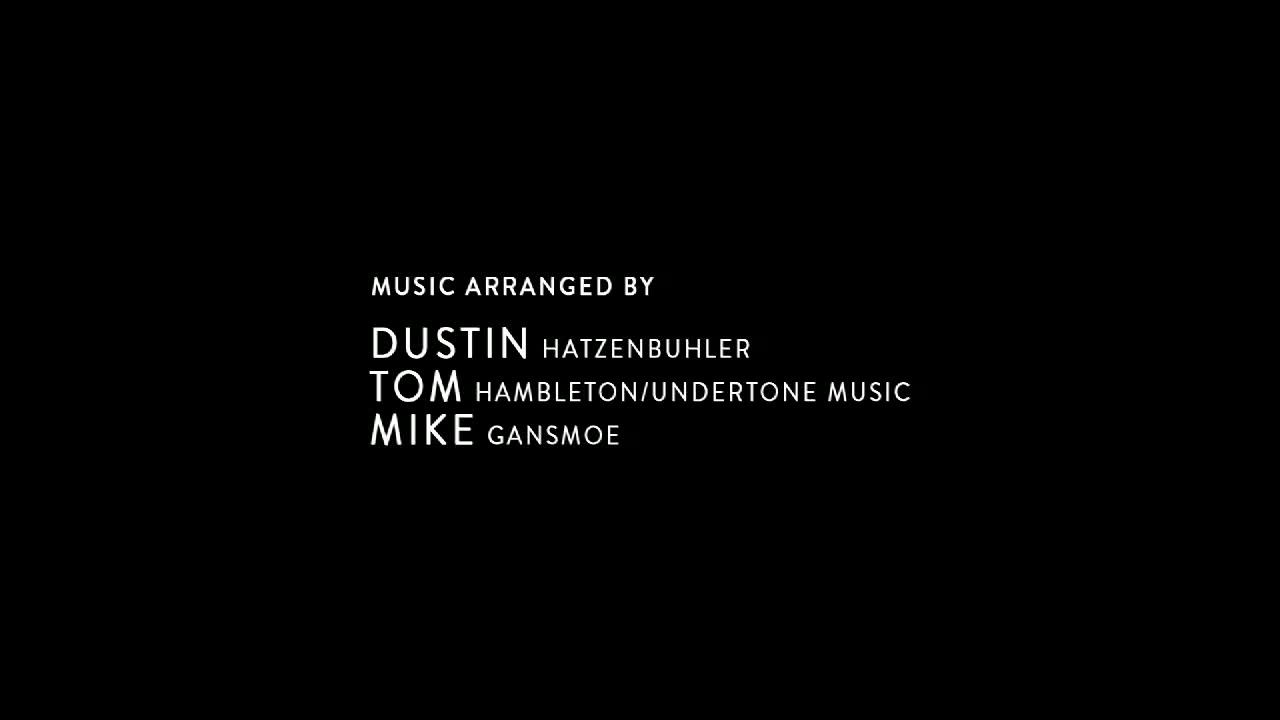 MUSIC ARRANGED BY
DUSTIN HATZENBUHLER
TOM HAMBLETON/UNDERTONE MUSIC
MIKE GANSMOE